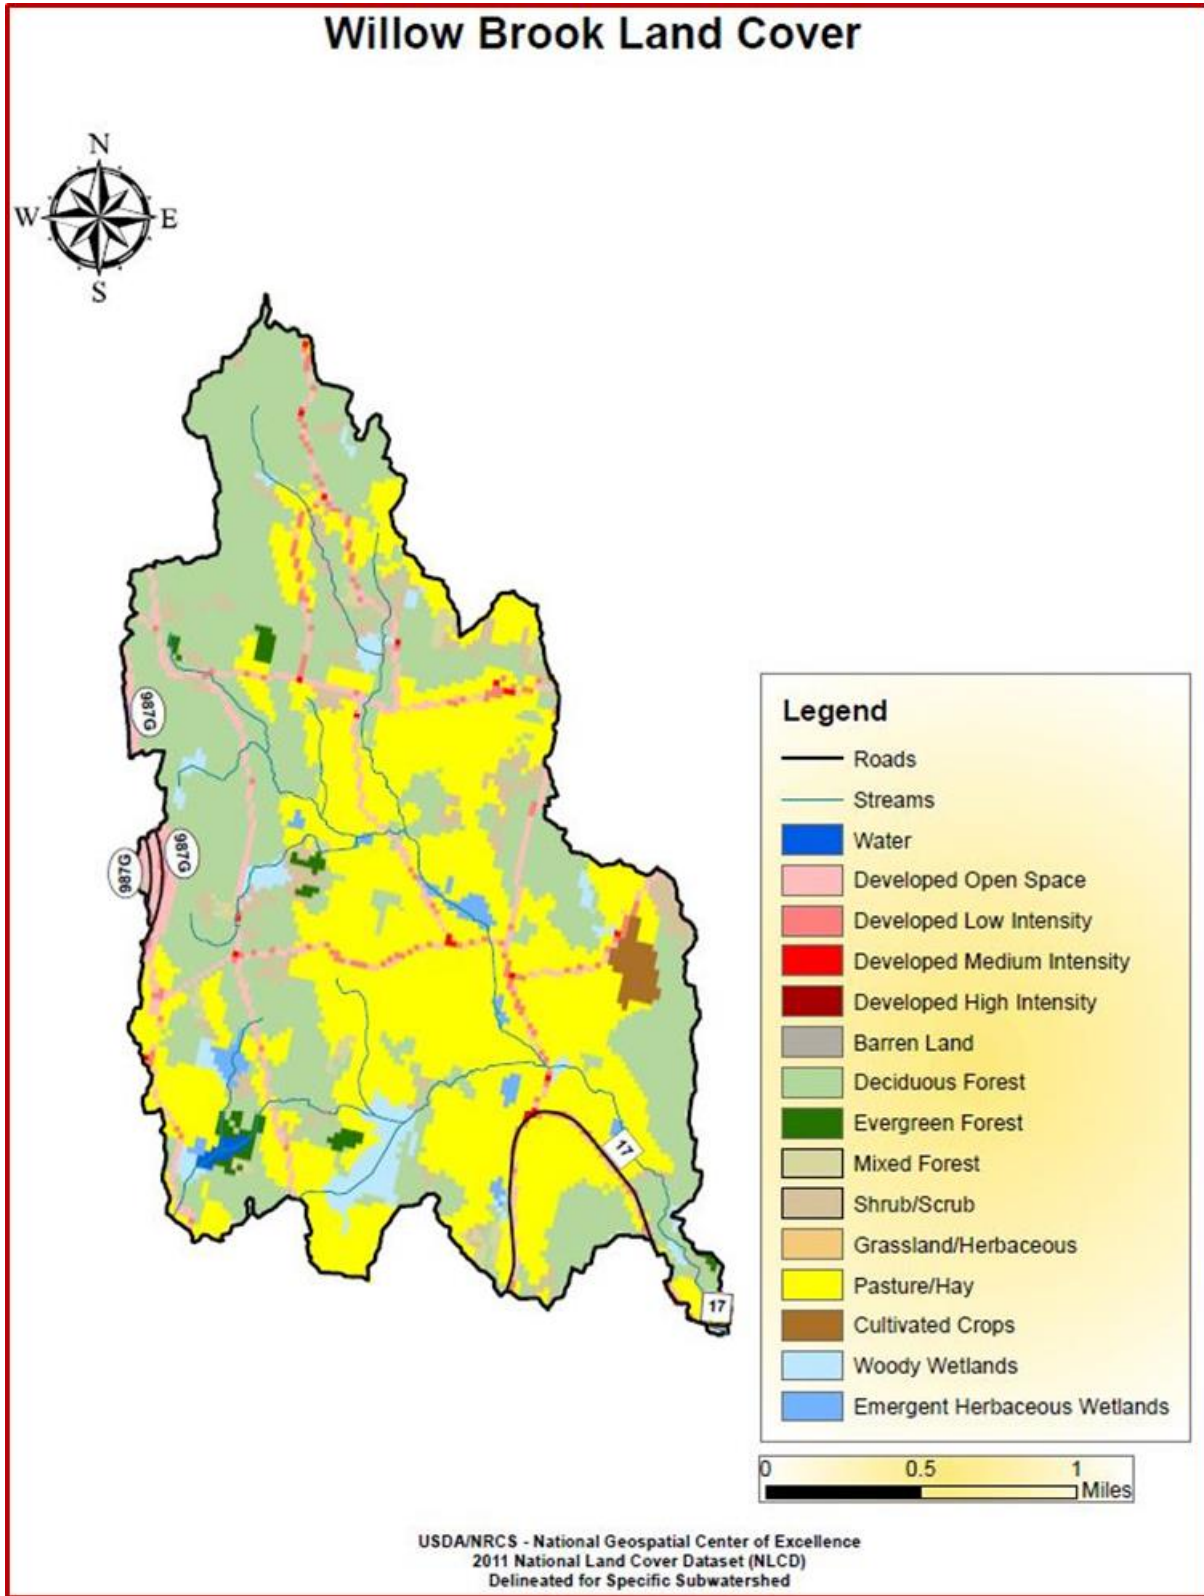 Willow Brook Land Cover
N
W E
S
987G
987G
987G
17
17
Legend
Roads
Streams
Water
Developed Open Space
Developed Low Intensity
Developed Medium Intensity
Developed High Intensity
Barren Land
Deciduous Forest
Evergreen Forest
Mixed Forest
Shrub/Scrub
Grassland/Herbaceous
Pasture/Hay
Cultivated Crops
Woody Wetlands
Emergent Herbaceous Wetlands
0 0.5 1
Miles
USDA/NRCS - National Geospatial Center of Excellence
2011 National Land Cover Dataset (NLCD)
Delineated for Specific Subwatershed